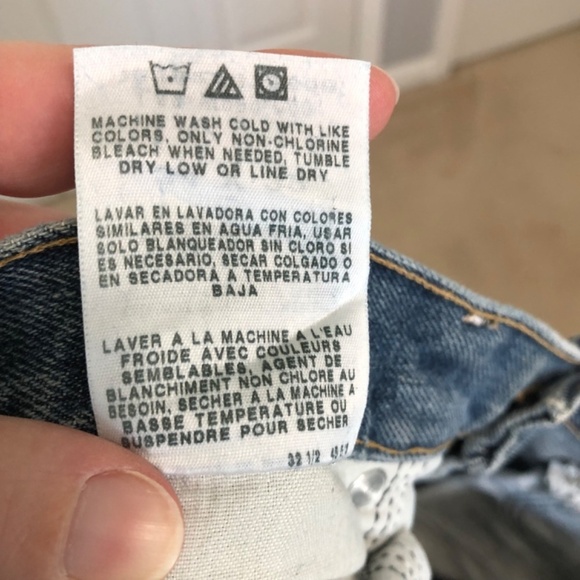 MACHINE WASH COLD WITH LIKE
COLORS, ONLY NON-CHLORINE
BLEACH WHEN NEEDED, TUMBLE
DRY LOW OR LINE DRY
LAVAR EN LAVADORA CON COLORES
SIMILARES EN AGUA FRIA, USAR
SOLO BLANQUEADOR SIN CLORO SI
ES NECESARIO, SECAR COLGADO O
EN SECADORA A TEMPERATURA
BAJA
LAVER A LA MACHINE A L'EAU
FROIDE AVEC COULEURS
SEMBLABLES, AGENT DE
BLANCHIMENT NON CHLORE AU
BESOIN, SECHER A LA MACHINE A
BASSE TEMPERATURE OU
SUSPENDRE POUR SECHER
32 1/2